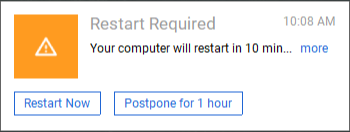 Restart Required 10:08 AM
Your computer will restart in 10 min... more
Restart Now Postpone for 1 hour